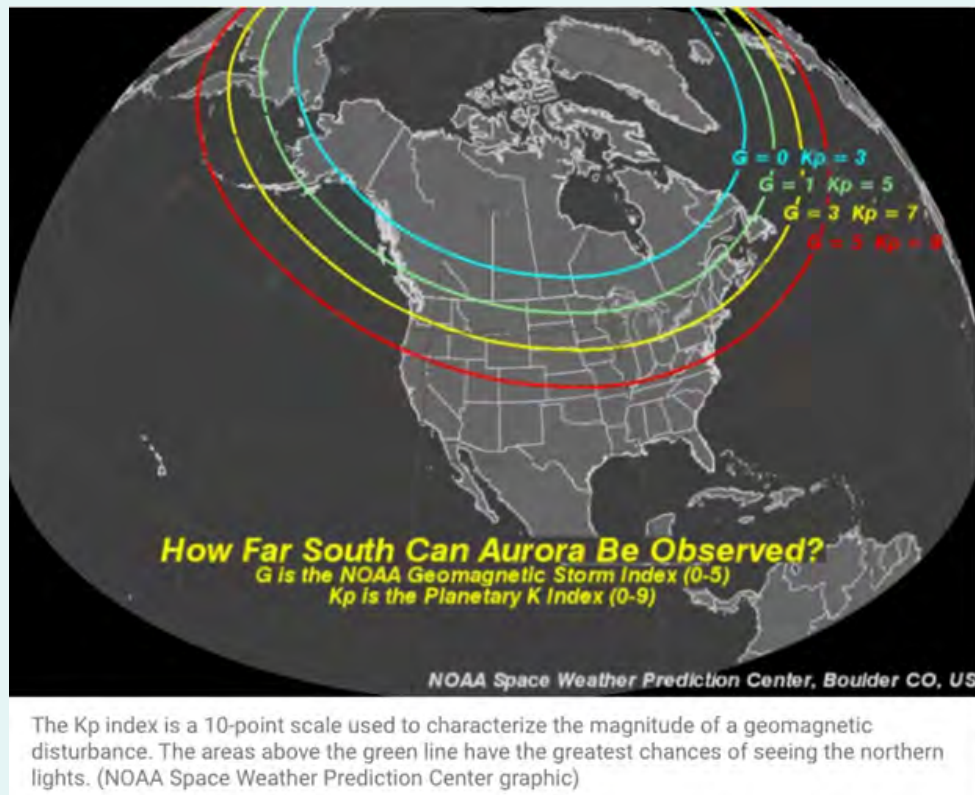 G = 0 Kp = 3
G = 1 Kp = 5
G = 3 Kp = 7
G = 5 Kp = 9
How Far South Can Aurora Be Observed?
G is the NOAA Geomagnetic Storm Index (0-5)
Kp is the Planetary K Index (0-9)
NOAA Space Weather Prediction Center, Boulder CO, US
The Kp index is a 10-point scale used to characterize the magnitude of a geomagnetic
disturbance. The areas above the green line have the greatest chances of seeing the northern
lights. (NOAA Space Weather Prediction Center graphic)